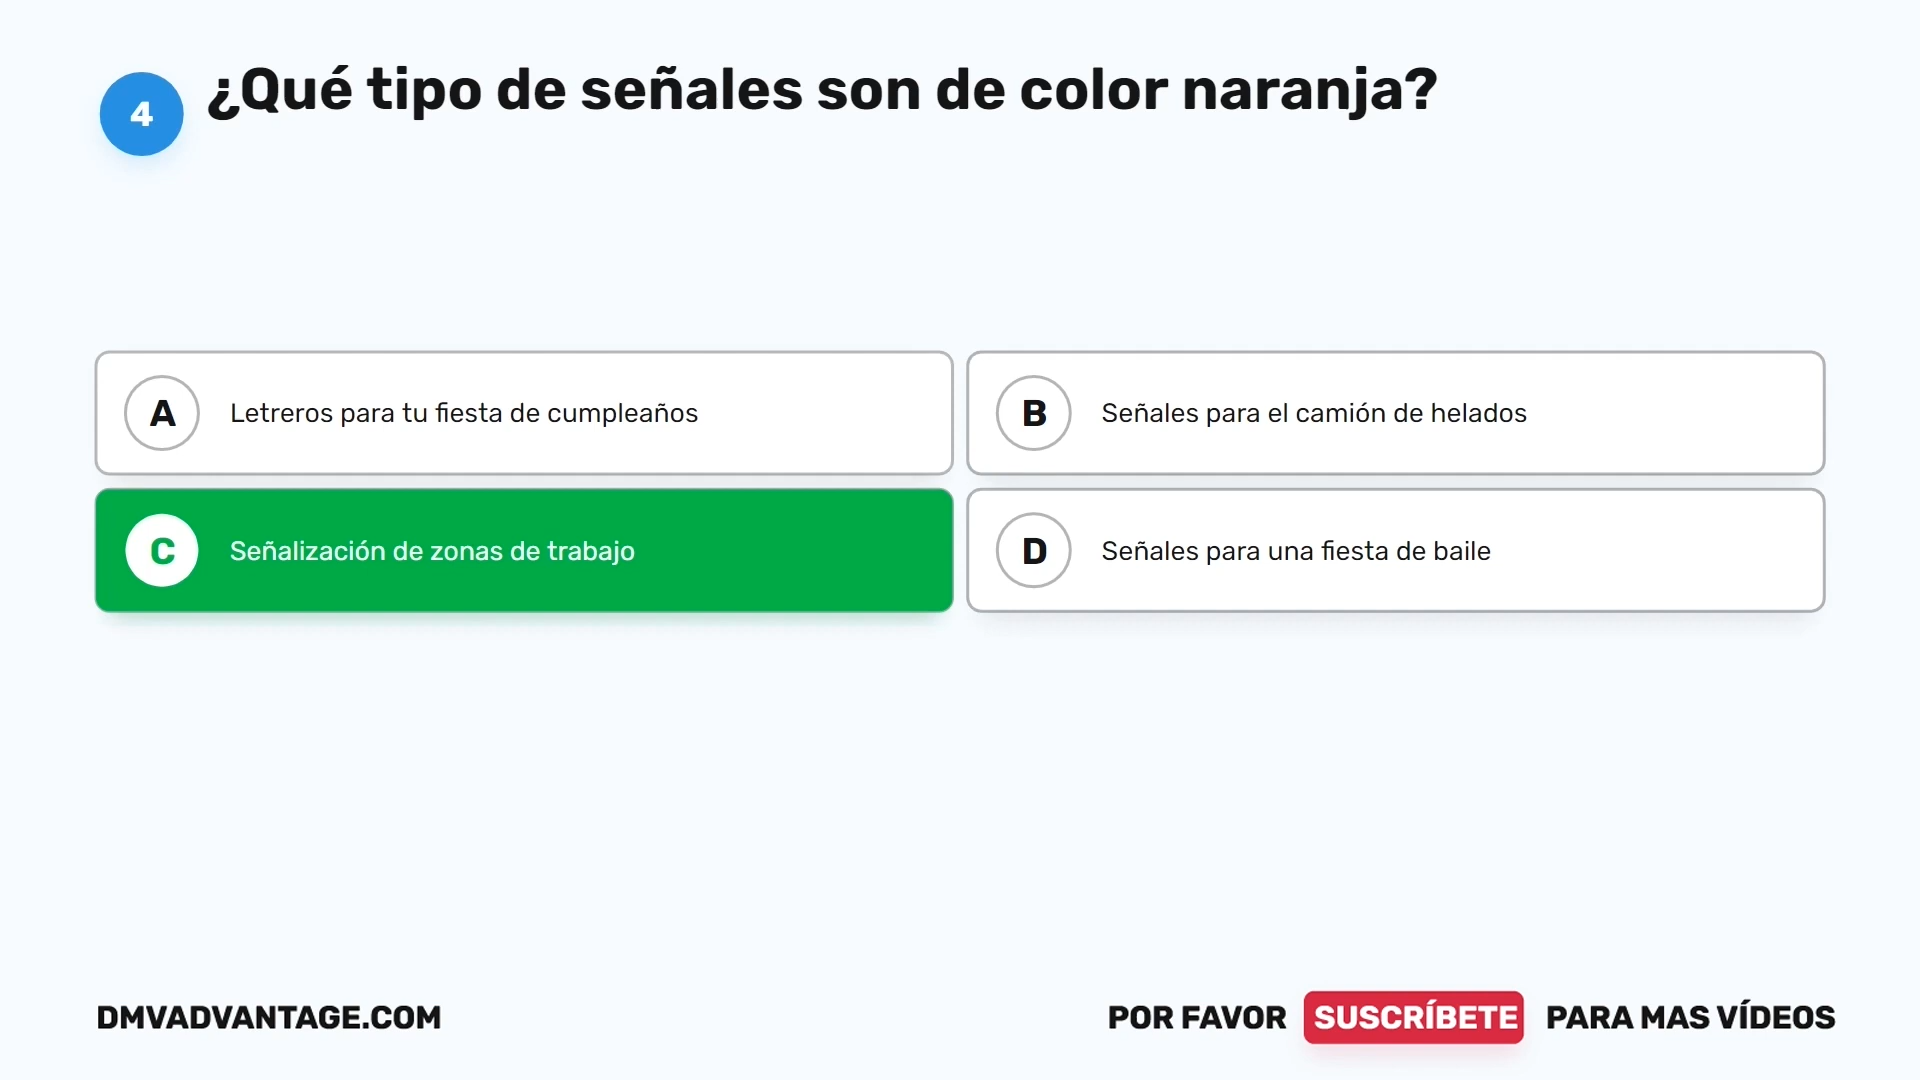 4
¿Qué tipo de señales son de color naranja?
A
Letreros para tu fiesta de cumpleaños
B
Señales para el camión de helados
C
Señalización de zonas de trabajo
D
Señales para una fiesta de baile
DMVADVANTAGE.COM
POR FAVOR SUSCRÍBETE PARA MAS VÍDEOS